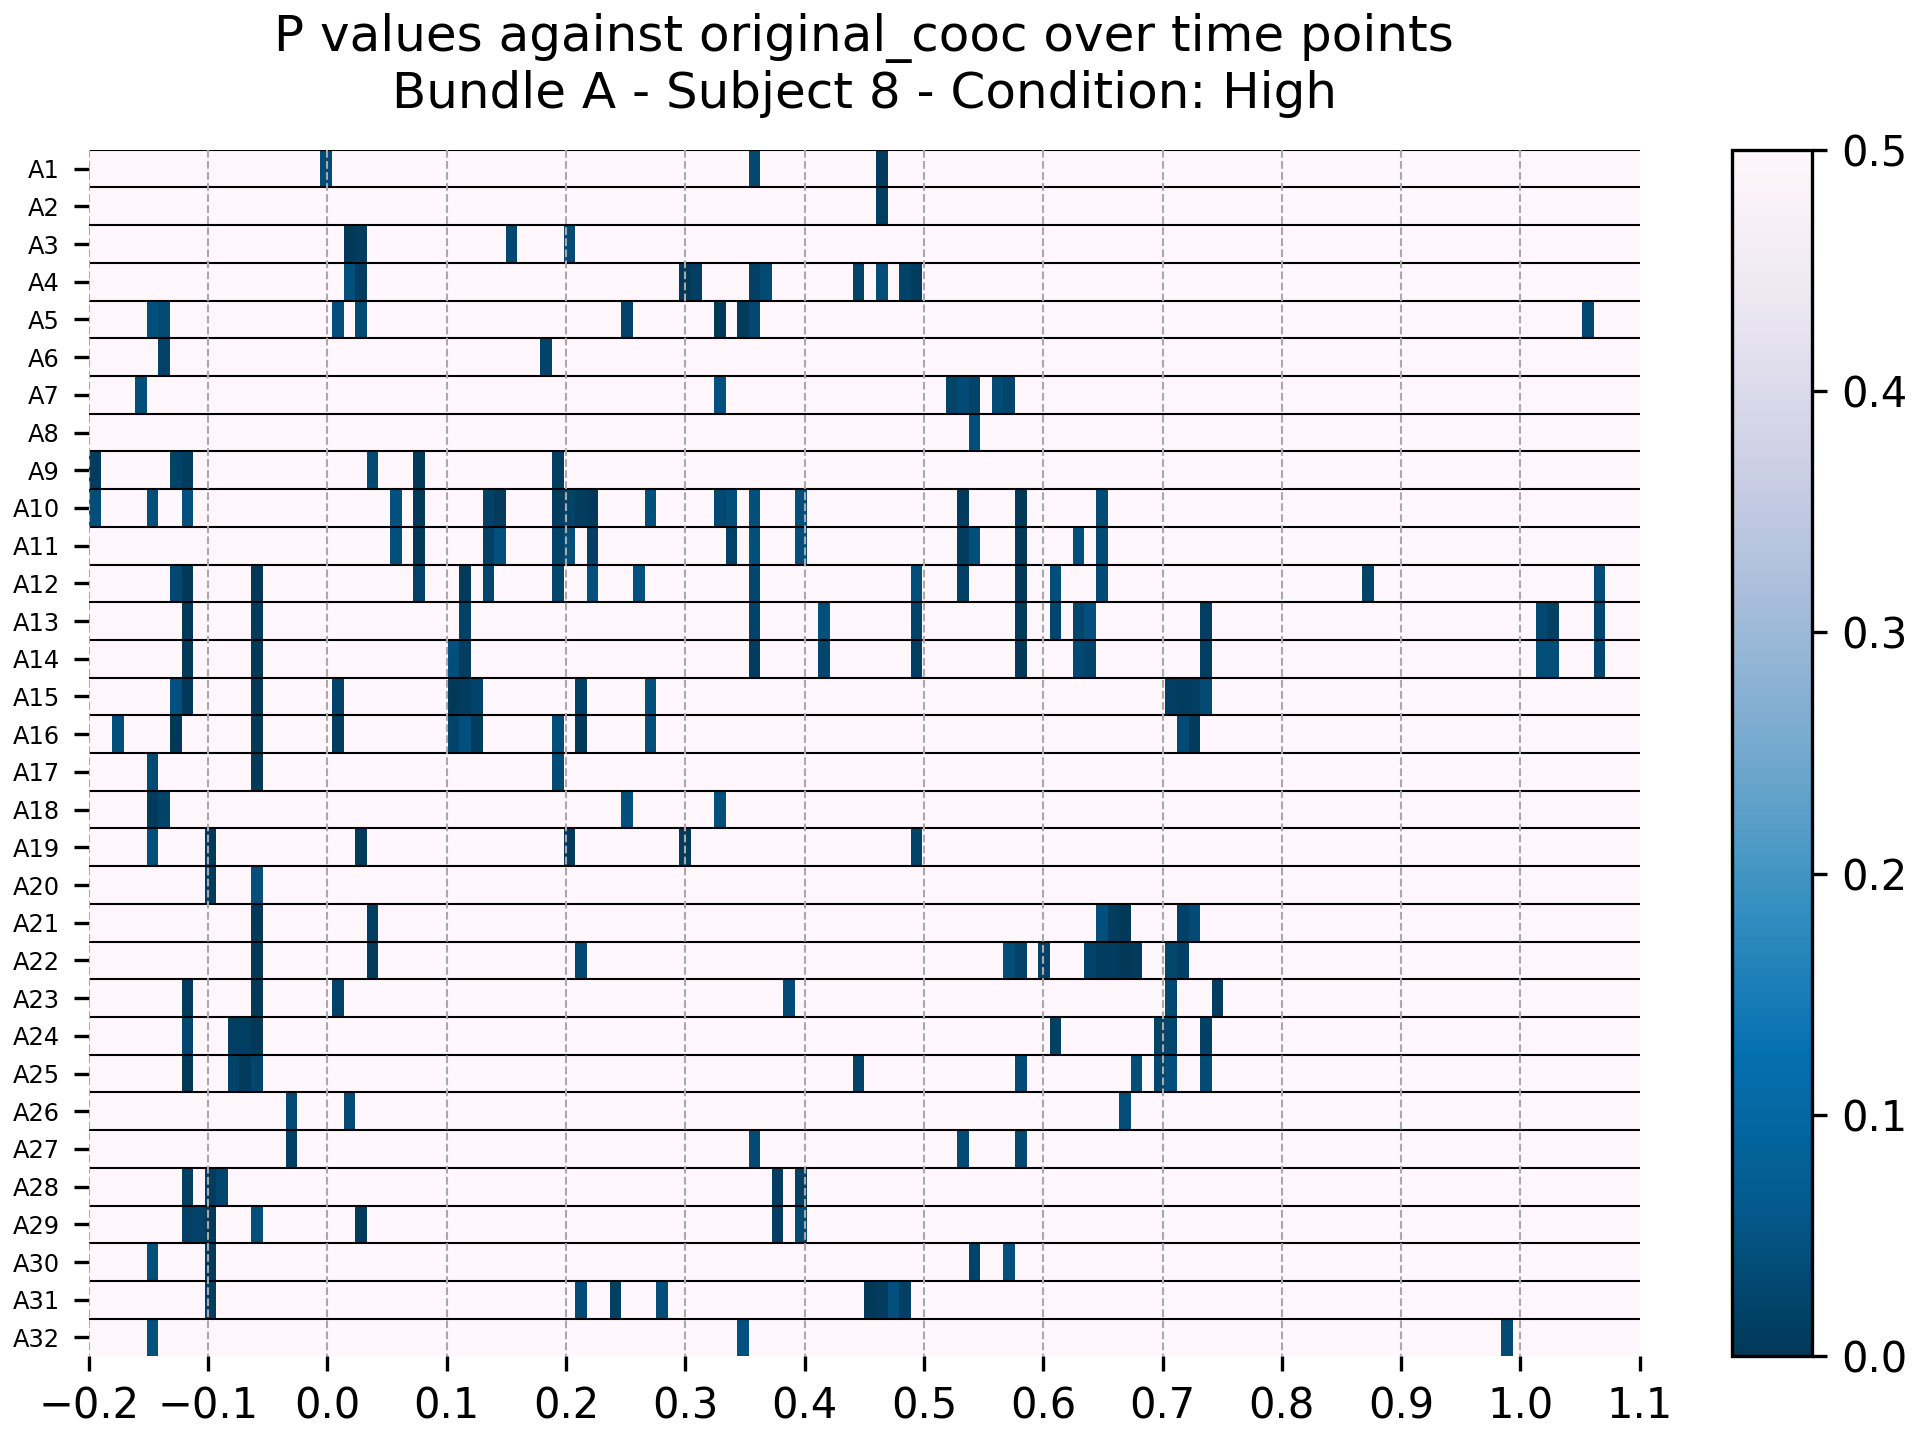 P values against original_cooc over time points
Bundle A - Subject 8 - Condition: High
A1
A2
A3
A4
A5
A6
A7
A8
A9
A10
A11
A12
A13
A14
A15
A16
A17
A18
A19
A20
A21
A22
A23
A24
A25
A26
A27
A28
A29
A30
A31
A32
−0.2 −0.1 0.0 0.1 0.2 0.3 0.4 0.5 0.6 0.7 0.8 0.9 1.0 1.1
0.5
0.4
0.3
0.2
0.1
0.0